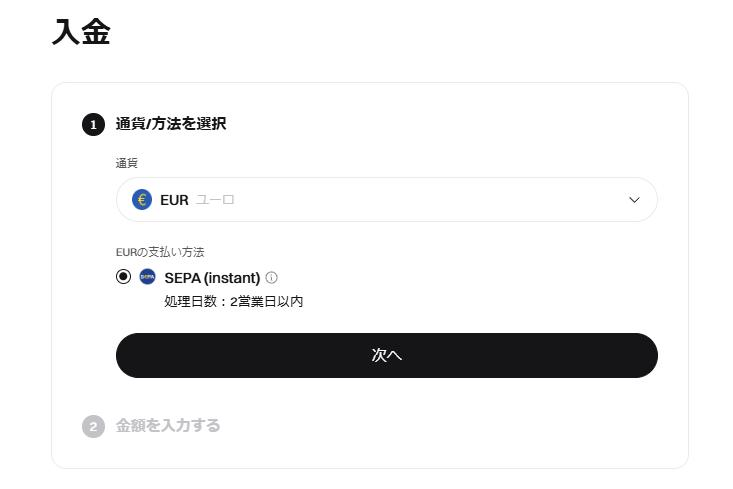 入金
1 通貨/方法を選択
通貨
€ EUR ユーロ
EURの支払い方法
SEPA SEPA (instant)
処理日数：2営業日以内
次へ
2 金額を入力する